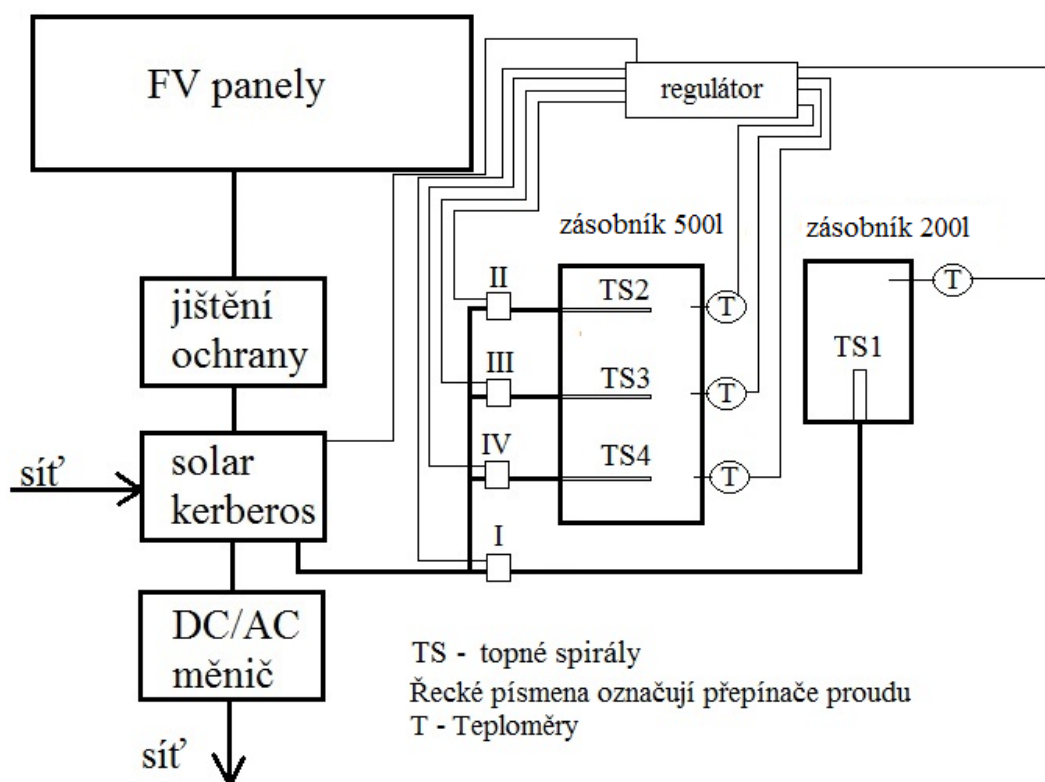 FV panely
regulátor
zásobník 500l
zásobník 200l
jištění
ochrany
II
TS2
T
T
III
TS3
T
TS1
IV
TS4
T
síť
solar
kerberos
I
DC/AC
měnič
TS - topné spirály
Řecké písmena označují přepínače proudu
T - Teploměry
síť